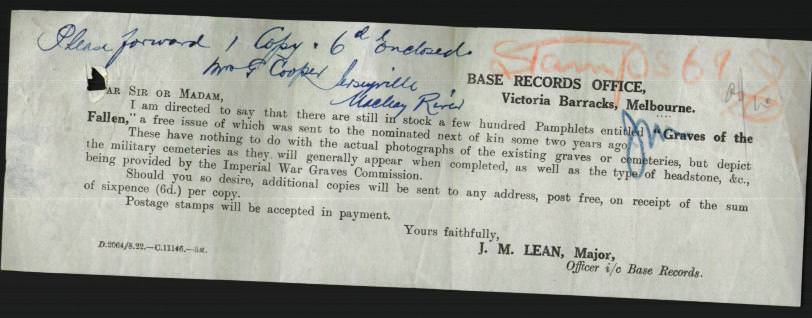 Please forward 1 Copy. 6d Enclosed.
Mrs F Cooper Jerseyville
Macleay River
Stamps 6d
BASE RECORDS OFFICE,
Victoria Barracks, Melbourne.
AR SIR OR MADAM,
I am directed to say that there are still in stock a few hundred Pamphlets entitled "Graves of the
Fallen," a free issue of which was sent to the nominated next of kin some two years ago.
These have nothing to do with the actual photographs of the existing graves or cemeteries, but depict
the military cemeteries as they will generally appear when completed, as well as the type of headstone, &c.,
being provided by the Imperial War Graves Commission.
Should you so desire, additional copies will be sent to any address, post free, on receipt of the sum
of sixpence (6d.) per copy.
Postage stamps will be accepted in payment.
Yours faithfully,
J. M. LEAN, Major,
Officer i/c Base Records.
D.2064/8.22.—C.11146.—5M.